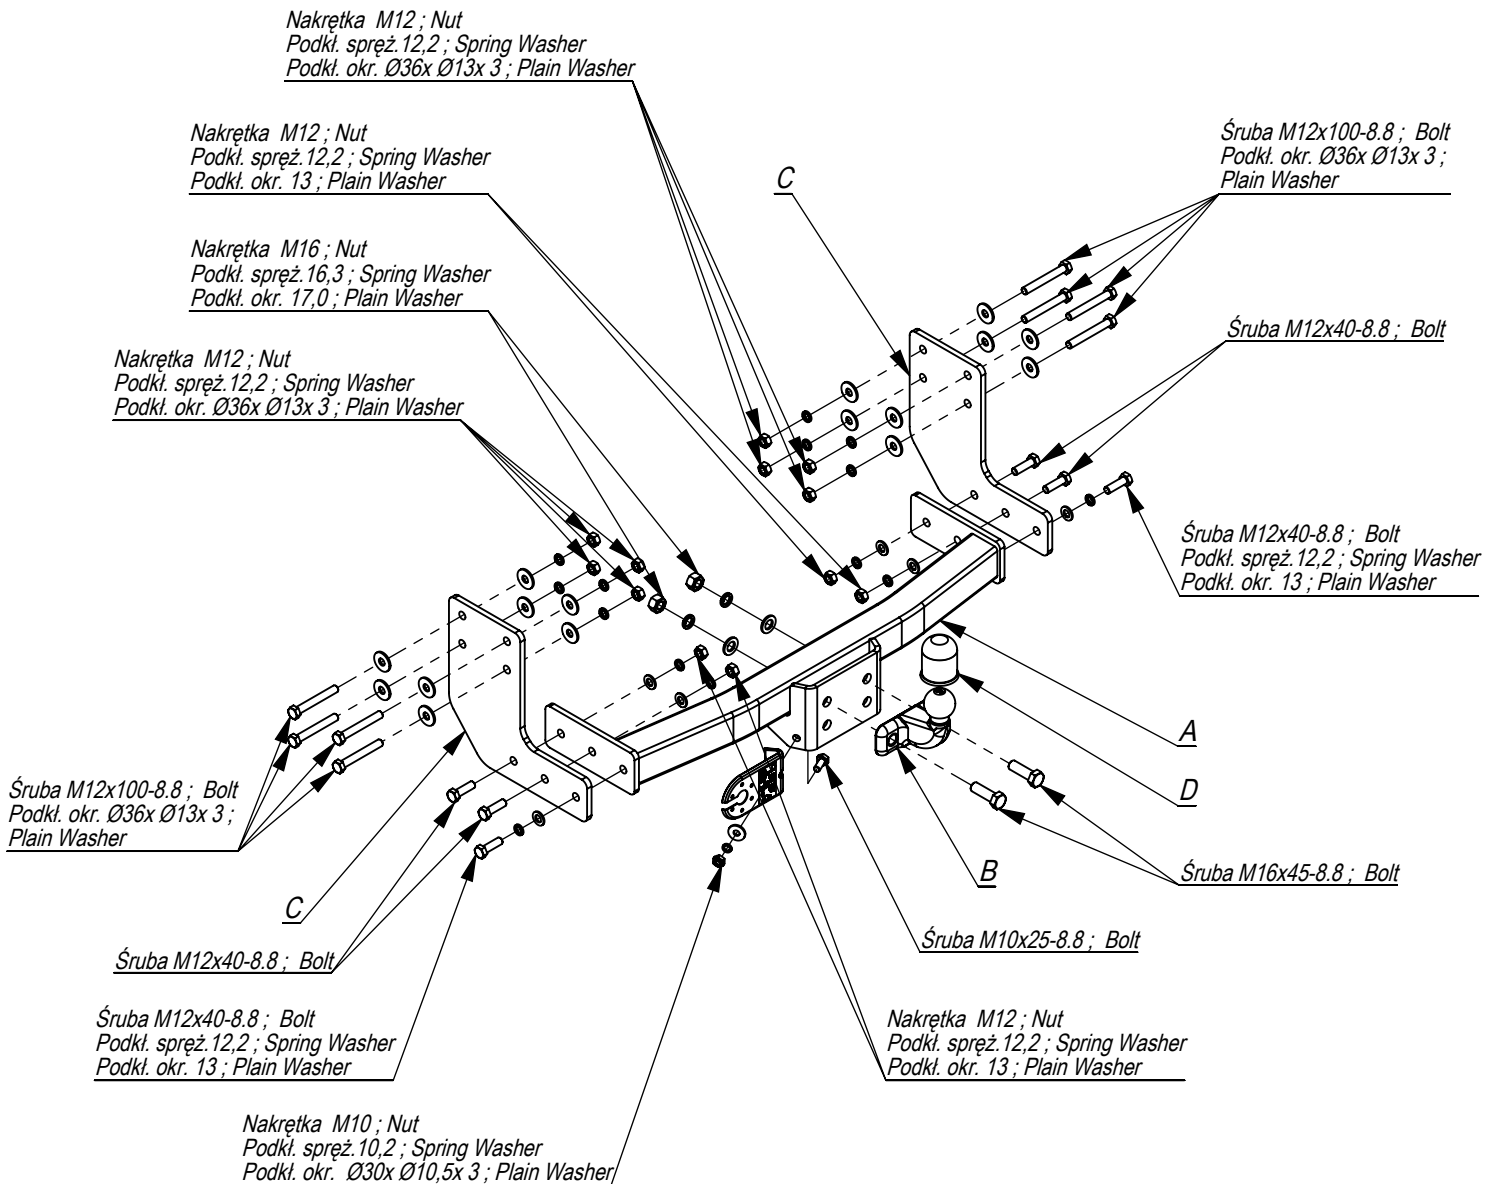 Nakrętka M12 ; Nut
Podkł. spręż.12,2 ; Spring Washer
Podkł. okr. Ø36x Ø13x 3 ; Plain Washer
Nakrętka M12 ; Nut
Podkł. spręż.12,2 ; Spring Washer
Podkł. okr. 13 ; Plain Washer
C
Śruba M12x100-8.8 ; Bolt
Podkł. okr. Ø36x Ø13x 3 ;
Plain Washer
Nakrętka M16 ; Nut
Podkł. spręż.16,3 ; Spring Washer
Podkł. okr. 17,0 ; Plain Washer
Śruba M12x40-8.8 ; Bolt
Nakrętka M12 ; Nut
Podkł. spręż.12,2 ; Spring Washer
Podkł. okr. Ø36x Ø13x 3 ; Plain Washer
Śruba M12x40-8.8 ; Bolt
Podkł. spręż.12,2 ; Spring Washer
Podkł. okr. 13 ; Plain Washer
A
D
Śruba M12x100-8.8 ; Bolt
Podkł. okr. Ø36x Ø13x 3 ;
Plain Washer
B
Śruba M16x45-8.8 ; Bolt
C
Śruba M10x25-8.8 ; Bolt
Śruba M12x40-8.8 ; Bolt
Śruba M12x40-8.8 ; Bolt
Podkł. spręż.12,2 ; Spring Washer
Podkł. okr. 13 ; Plain Washer
Nakrętka M12 ; Nut
Podkł. spręż.12,2 ; Spring Washer
Podkł. okr. 13 ; Plain Washer
Nakrętka M10 ; Nut
Podkł. spręż.10,2 ; Spring Washer
Podkł. okr. Ø30x Ø10,5x 3 ; Plain Washer